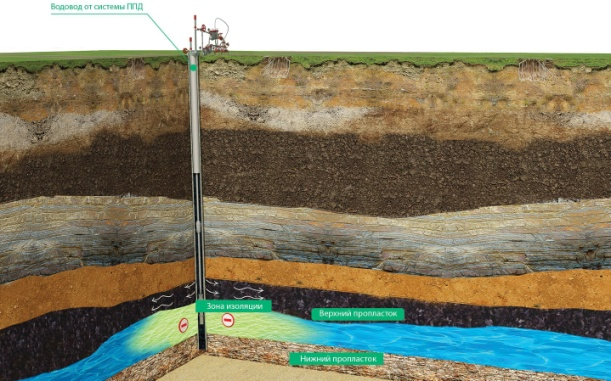 Водовод от системы ППД
Зона изоляции
Верхний пропласток
Нижний пропласток